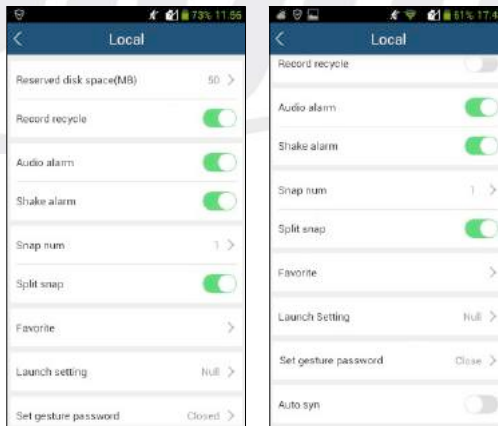 73% 11:56
Local
Reserved disk space(MB) 50
Record recycle
Audio alarm
Shake alarm
Snap num 1
Split snap
Favorite
Launch setting Null
Set gesture password Closed
61% 17:4
Local
Record recycle
Audio alarm
Shake alarm
Snap num 1
Split snap
Favorite
Launch Setting Null
Set gesture password Close
Auto syn